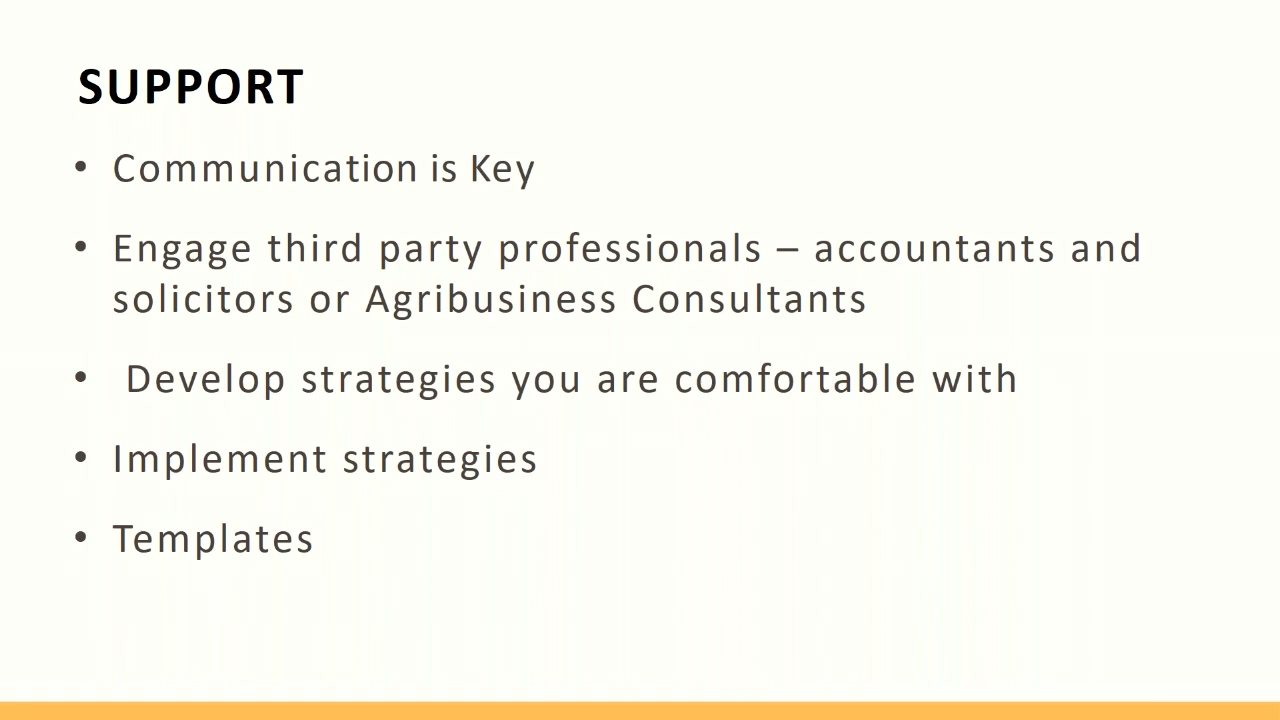 SUPPORT
• Communication is Key
• Engage third party professionals – accountants and
solicitors or Agribusiness Consultants
• Develop strategies you are comfortable with
• Implement strategies
• Templates